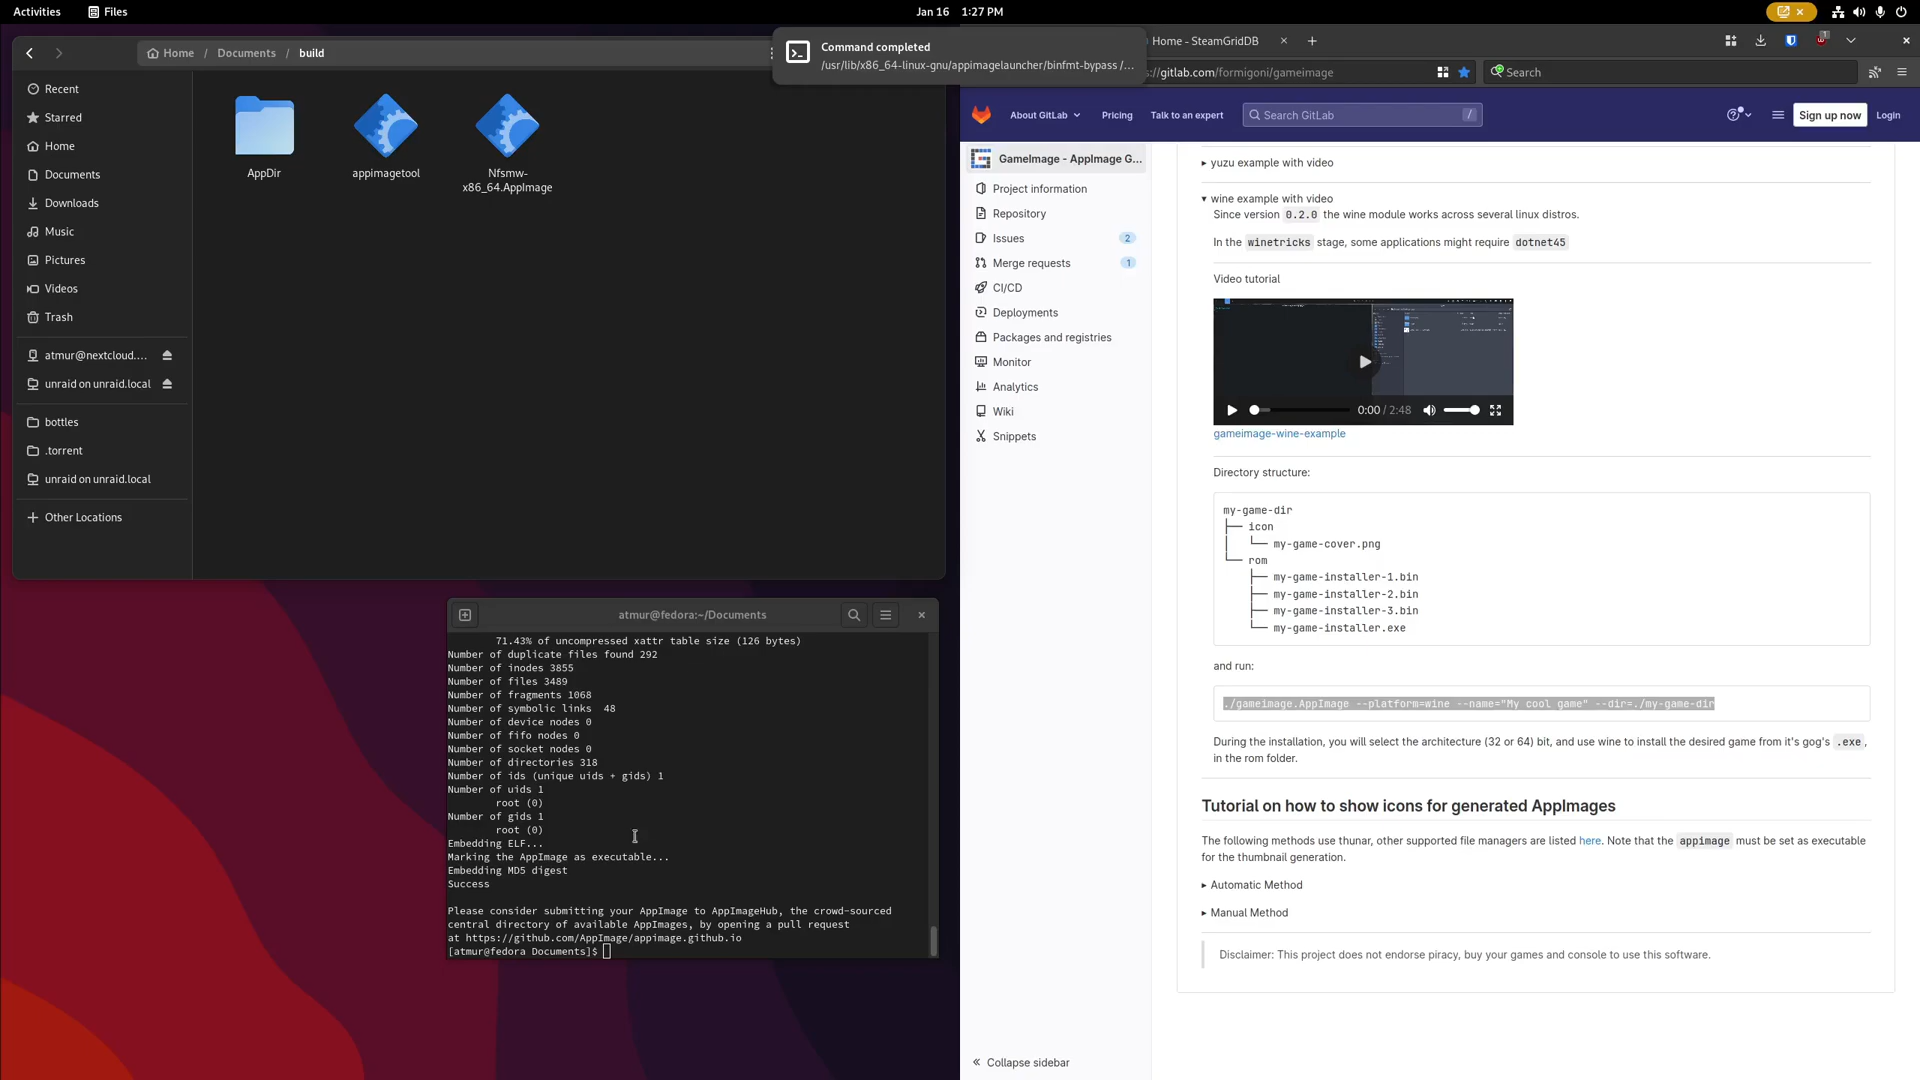 Activities
Files
Jan 16 1:27 PM
Home / Documents / build
Recent
Starred
Home
Documents
Downloads
Music
Pictures
Videos
Trash
atmur@nextcloud....
unraid on unraid.local
bottles
.torrent
unraid on unraid.local
Other Locations
AppDir
appimagetool
Nfsmw-
x86_64.AppImage
Command completed
/usr/lib/x86_64-linux-gnu/appimagelauncher/binfmt-bypass /...
atmur@fedora:~/Documents
71.43% of uncompressed xattr table size (126 bytes)
Number of duplicate files found 292
Number of inodes 3855
Number of files 3489
Number of fragments 1068
Number of symbolic links 48
Number of device nodes 0
Number of fifo nodes 0
Number of socket nodes 0
Number of directories 318
Number of ids (unique uids + gids) 1
Number of uids 1
root (0)
Number of gids 1
root (0)
Embedding ELF...
Marking the AppImage as executable...
Embedding MD5 digest
Success
Please consider submitting your AppImage to AppImageHub, the crowd-sourced
central directory of available AppImages, by opening a pull request
at https://github.com/AppImage/appimage.github.io
[atmur@fedora Documents]$
Home - SteamGridDB
1
://gitlab.com/formigoni/gameimage
Search
About GitLab
Pricing
Talk to an expert
Search GitLab
/
Sign up now
Login
GameImage - AppImage G...
Project information
Repository
Issues 2
Merge requests 1
CI/CD
Deployments
Packages and registries
Monitor
Analytics
Wiki
Snippets
Collapse sidebar
yuzu example with video
wine example with video
Since version 0.2.0 the wine module works across several linux distros.
In the winetricks stage, some applications might require dotnet45
Video tutorial
0:00 / 2:48
gameimage-wine-example
Directory structure:
my-game-dir
├── icon
│   └── my-game-cover.png
└── rom
├── my-game-installer-1.bin
├── my-game-installer-2.bin
├── my-game-installer-3.bin
└── my-game-installer.exe
and run:
./gameimage.AppImage --platform=wine --name="My cool game" --dir=./my-game-dir
During the installation, you will select the architecture (32 or 64) bit, and use wine to install the desired game from it's gog's .exe,
in the rom folder.
Tutorial on how to show icons for generated AppImages
The following methods use thunar, other supported file managers are listed here. Note that the appimage must be set as executable
for the thumbnail generation.
Automatic Method
Manual Method
Disclaimer: This project does not endorse piracy, buy your games and console to use this software.